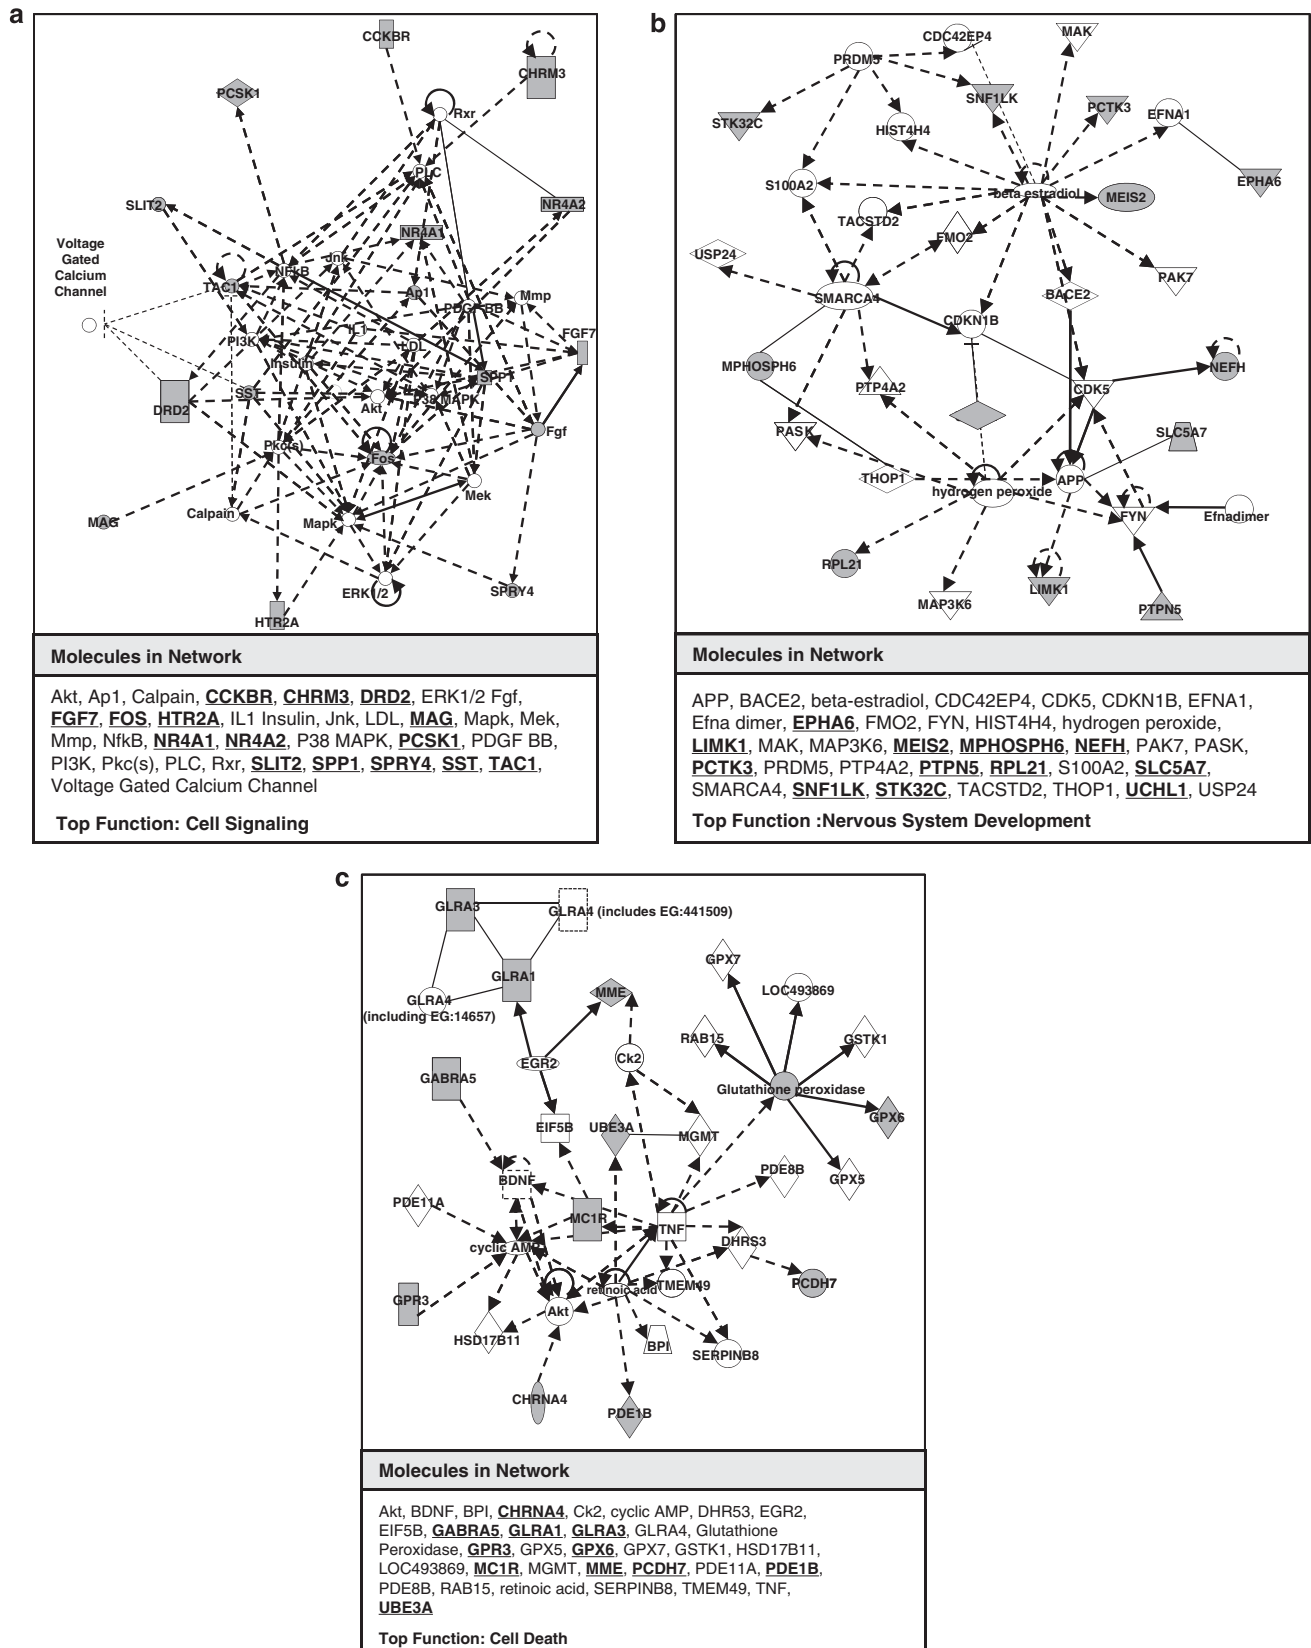 a
CCKBR
CHRM3
PCSK1
Rxr
PLC
SLIT2
NR4A2
NR4A1
Voltage
Gated
Calcium
Channel
NFkB
Jnk
TAC1
Ap1
PDGF BB
Mmp
IL1
FGF7
PI3K
LDL
Insulin
SPP1
SST
P38 MAPK
DRD2
Akt
Fgf
Pkc(s)
Fos
Mek
Calpain
Mapk
MAG
ERK1/2
SPRY4
HTR2A
Molecules in Network
Akt, Ap1, Calpain, CCKBR, CHRM3, DRD2, ERK1/2 Fgf,
FGF7, FOS, HTR2A, IL1 Insulin, Jnk, LDL, MAG, Mapk, Mek,
Mmp, NfkB, NR4A1, NR4A2, P38 MAPK, PCSK1, PDGF BB,
PI3K, Pkc(s), PLC, Rxr, SLIT2, SPP1, SPRY4, SST, TAC1,
Voltage Gated Calcium Channel
Top Function: Cell Signaling
b
CDC42EP4
MAK
PRDM5
SNF1LK
PCTK3
STK32C
HIST4H4
EFNA1
S100A2
beta estradiol
MEIS2
EPHA6
TACSTD2
FMO2
USP24
PAK7
SMARCA4
BACE2
CDKN1B
MPHOSPH6
NEFH
PTP4A2
CDK5
PASK
SLC5A7
THOP1
hydrogen peroxide
APP
FYN
Efnadimer
RPL21
LIMK1
MAP3K6
PTPN5
Molecules in Network
APP, BACE2, beta-estradiol, CDC42EP4, CDK5, CDKN1B, EFNA1,
Efna dimer, EPHA6, FMO2, FYN, HIST4H4, hydrogen peroxide,
LIMK1, MAK, MAP3K6, MEIS2, MPHOSPH6, NEFH, PAK7, PASK,
PCTK3, PRDM5, PTP4A2, PTPN5, RPL21, S100A2, SLC5A7,
SMARCA4, SNF1LK, STK32C, TACSTD2, THOP1, UCHL1, USP24
Top Function :Nervous System Development
c
GLRA3
GLRA4 (includes EG:441509)
GLRA1
GLRA4
(including EG:14657)
MME
GPX7
LOC493869
RAB15
GSTK1
EGR2
Ck2
GABRA5
Glutathione peroxidase
GPX6
EIF5B
UBE3A
MGMT
BDNF
PDE8B
GPX5
PDE11A
MC1R
TNF
cyclic AMP
DHRS3
GPR3
retinoic acid
TMEM49
PCDH7
Akt
HSD17B11
BPI
SERPINB8
CHRNA4
PDE1B
Molecules in Network
Akt, BDNF, BPI, CHRNA4, Ck2, cyclic AMP, DHR53, EGR2,
EIF5B, GABRA5, GLRA1, GLRA3, GLRA4, Glutathione
Peroxidase, GPR3, GPX5, GPX6, GPX7, GSTK1, HSD17B11,
LOC493869, MC1R, MGMT, MME, PCDH7, PDE11A, PDE1B,
PDE8B, RAB15, retinoic acid, SERPINB8, TMEM49, TNF,
UBE3A
Top Function: Cell Death